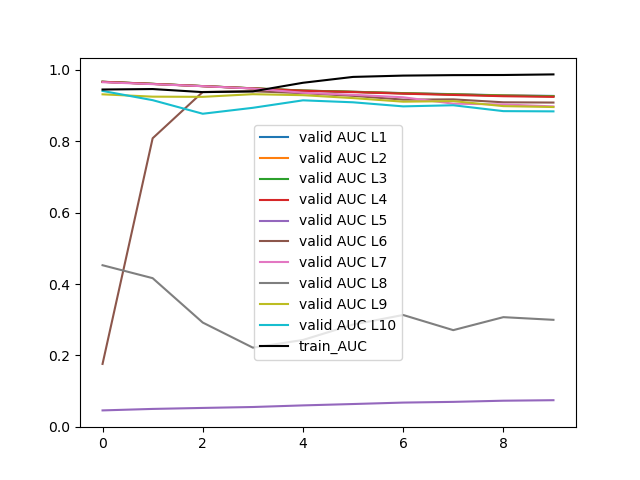 1.0
0.8
0.6
0.4
0.2
0.0
valid AUC L1
valid AUC L2
valid AUC L3
valid AUC L4
valid AUC L5
valid AUC L6
valid AUC L7
valid AUC L8
valid AUC L9
valid AUC L10
train_AUC
0 2 4 6 8